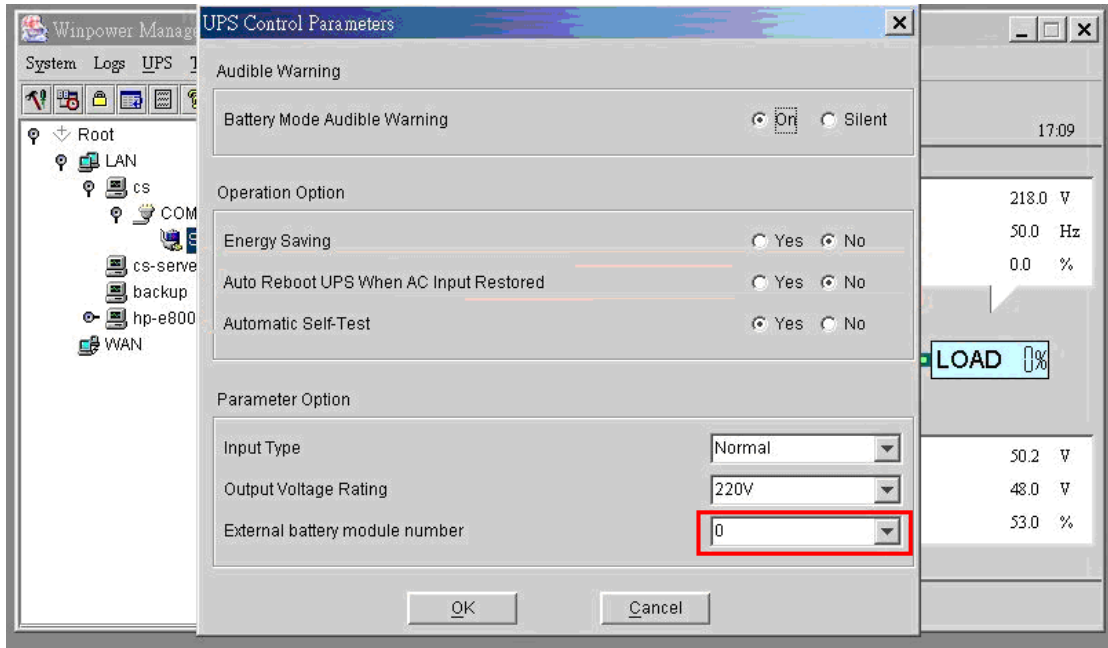 Winpower Manag
UPS Control Parameters
System Logs UPS
Audible Warning
Battery Mode Audible Warning
On Silent
17:09
Root
LAN
cs
COM
S
cs-serve
backup
hp-e800
WAN
Operation Option
Energy Saving
Yes No
Auto Reboot UPS When AC Input Restored
Yes No
Automatic Self-Test
Yes No
218.0 V
50.0 Hz
0.0 %
LOAD 0%
Parameter Option
Input Type
Normal
Output Voltage Rating
220V
External battery module number
0
50.2 V
48.0 V
53.0 %
OK
Cancel